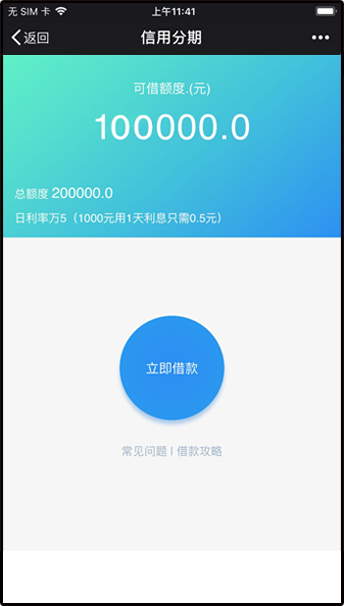 无 SIM 卡 上午11:41
返回 信用分期
可借额度.(元)
100000.0
总额度 200000.0
日利率万5（1000元用1天利息只需0.5元）
立即借款
常见问题 | 借款攻略